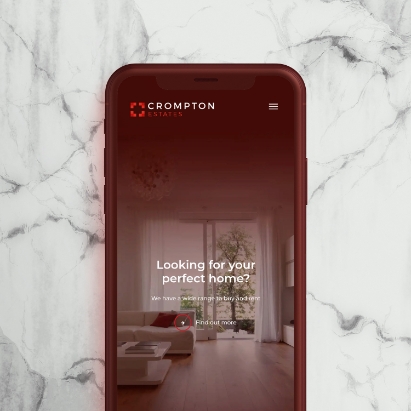 CROMPTON
ESTATES
Looking for your
perfect home?
We have a wide range to buy and rent
Find out more